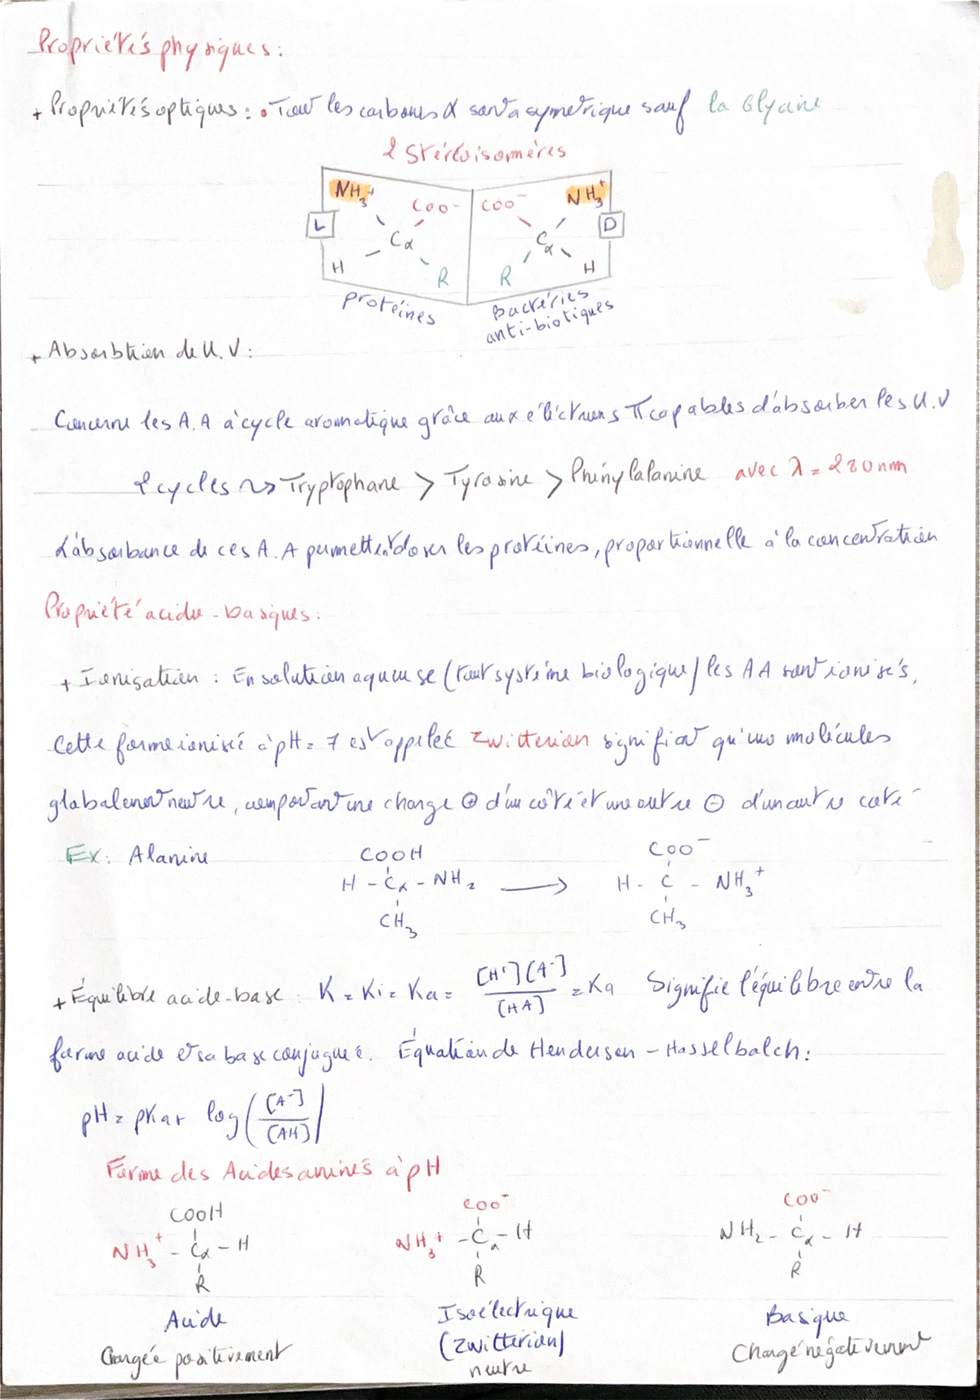 Propriétés physiques :
+ Propriétés optiques : • Tout les carbones α sont asymetrique sauf la Glycine
2 Stéréoisomères
NH3+ COO- COO- NH3+
L Cα Cα D
H R R H
Protéines Bactéries
anti-biotiques
+ Absorbtion de U.V :
Concerne les A.A à cycle aromatique grâce aux électrons π capables d'absorber les U.V
2 cycles ~> Tryptophane > Tyrosine > Phénylalanine avec λ = 280nm
L'absorbance de ces A.A permettent doser les protéines, proportionnelle à la concentration
Propriété acido-basiques :
+ Ionisation : En solution aqueuse (tout système biologique) les AA sont ionisés,
Cette forme ionisée à pH = 7 est appelée zwitterion signifiant qu'une molécules
globalement neutre, comportant une charge ⊕ d'un côté et une autre ⊖ d'un autre coté
Ex : Alanine COOH COO-
H - Cα - NH2 ⟶ H - C - NH3+
CH3 CH3
+ Équilibre acide-base : K = Ki = Ka = [H+][A-] / [HA] = Ka Signifie l'équilibre entre la
forme acide et sa base conjuguée. Équation de Henderson - Hasselbalch :
pH = pKa + log([A-] / [AH])
Forme des Acides aminés à pH
COOH COO- COO-
NH3+ - Cα - H NH3+ - Cα - H NH2 - Cα - H
R R R
Acide Isoélectrique Basique
Chargée positivement (zwitterion) Chargé négativement
neutre